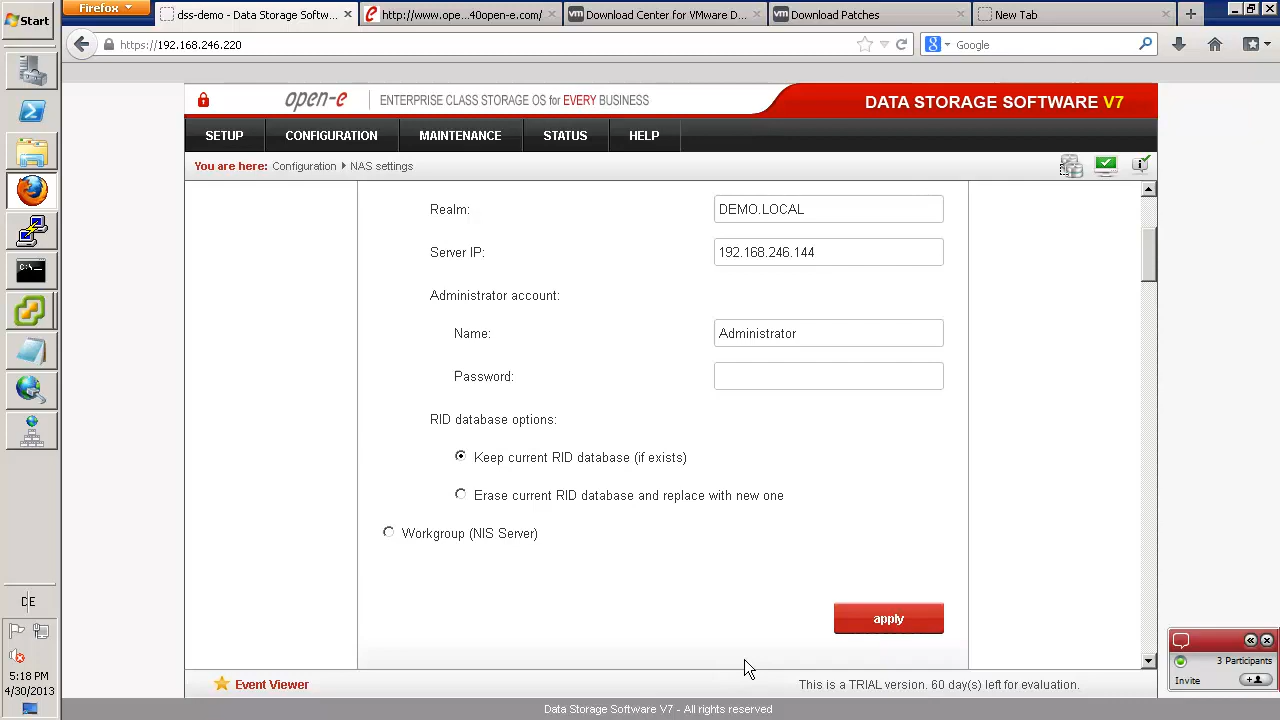 Start
Firefox
dss-demo - Data Storage Softw...
http://www.ope...40open-e.com/
Download Center for VMware D...
Download Patches
New Tab
https://192.168.246.220
Google
open-e
ENTERPRISE CLASS STORAGE OS for EVERY BUSINESS
DATA STORAGE SOFTWARE V7
SETUP
CONFIGURATION
MAINTENANCE
STATUS
HELP
You are here: Configuration NAS settings
Realm:
DEMO.LOCAL
Server IP:
192.168.246.144
Administrator account:
Name:
Administrator
Password:
RID database options:
Keep current RID database (if exists)
Erase current RID database and replace with new one
Workgroup (NIS Server)
apply
Event Viewer
This is a TRIAL version. 60 day(s) left for evaluation.
Data Storage Software V7 - All rights reserved
3 Participants
Invite
DE
5:18 PM
4/30/2013